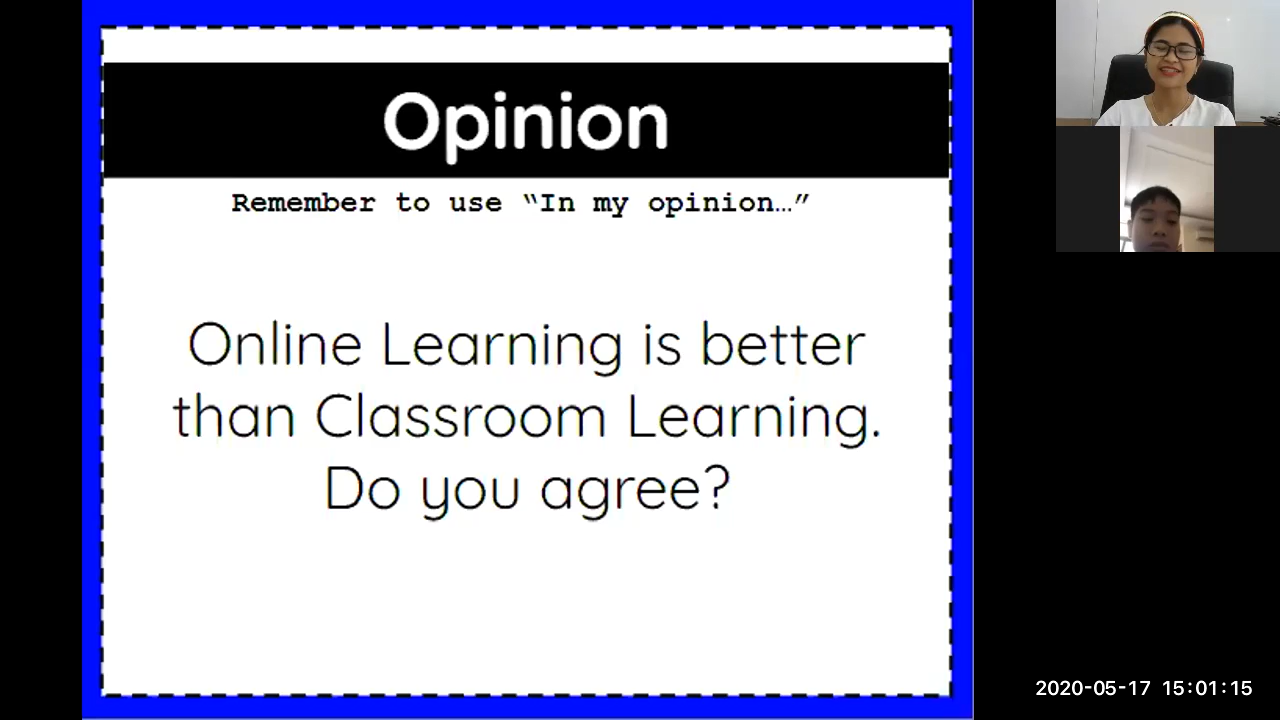 Opinion
Remember to use “In my opinion…”
Online Learning is better
than Classroom Learning.
Do you agree?
2020-05-17 15:01:15